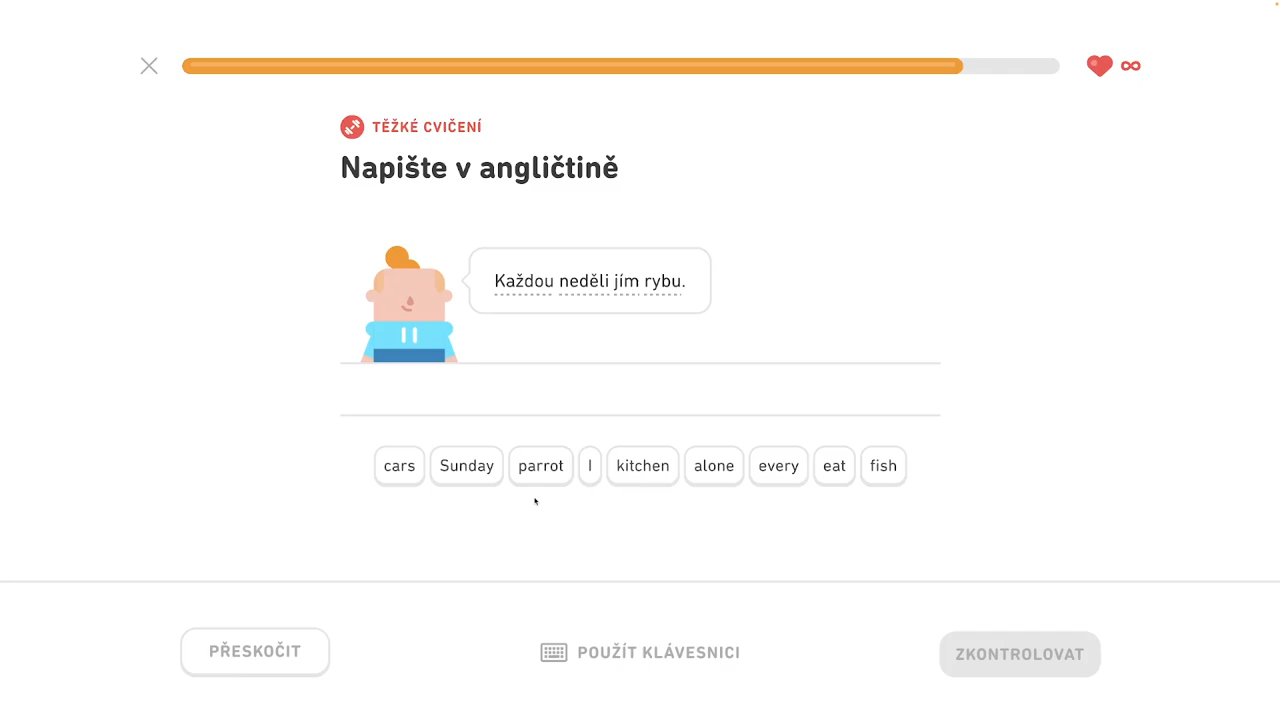 TĚŽKÉ CVIČENÍ
Napište v angličtině
Každou neděli jím rybu.
cars Sunday parrot I kitchen alone every eat fish
PŘESKOČIT POUŽÍT KLÁVESNICI ZKONTROLOVAT